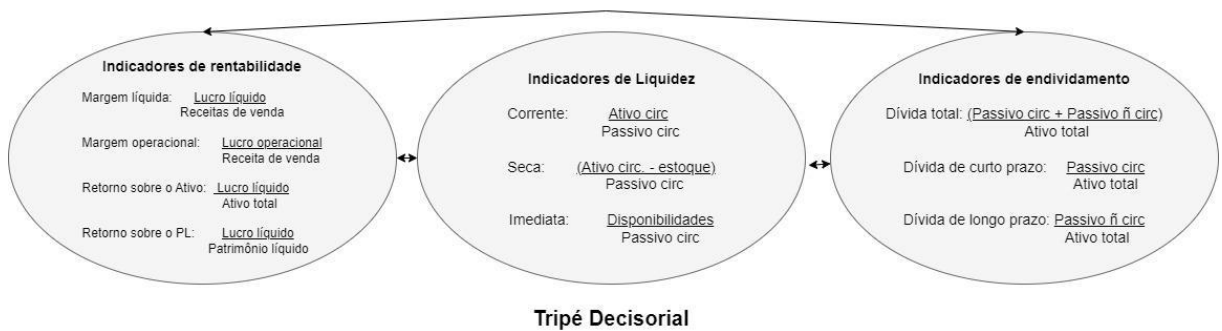 Indicadores de rentabilidade
Margem líquida: Lucro líquido
Receitas de venda
Margem operacional: Lucro operacional
Receita de venda
Retorno sobre o Ativo: Lucro líquido
Ativo total
Retorno sobre o PL: Lucro líquido
Patrimônio líquido
Indicadores de Liquidez
Corrente: Ativo circ
Passivo circ
Seca: (Ativo circ. - estoque)
Passivo circ
Imediata: Disponibilidades
Passivo circ
Indicadores de endividamento
Dívida total: (Passivo circ + Passivo ñ circ)
Ativo total
Dívida de curto prazo: Passivo circ
Ativo total
Dívida de longo prazo: Passivo ñ circ
Ativo total
Tripé Decisorial